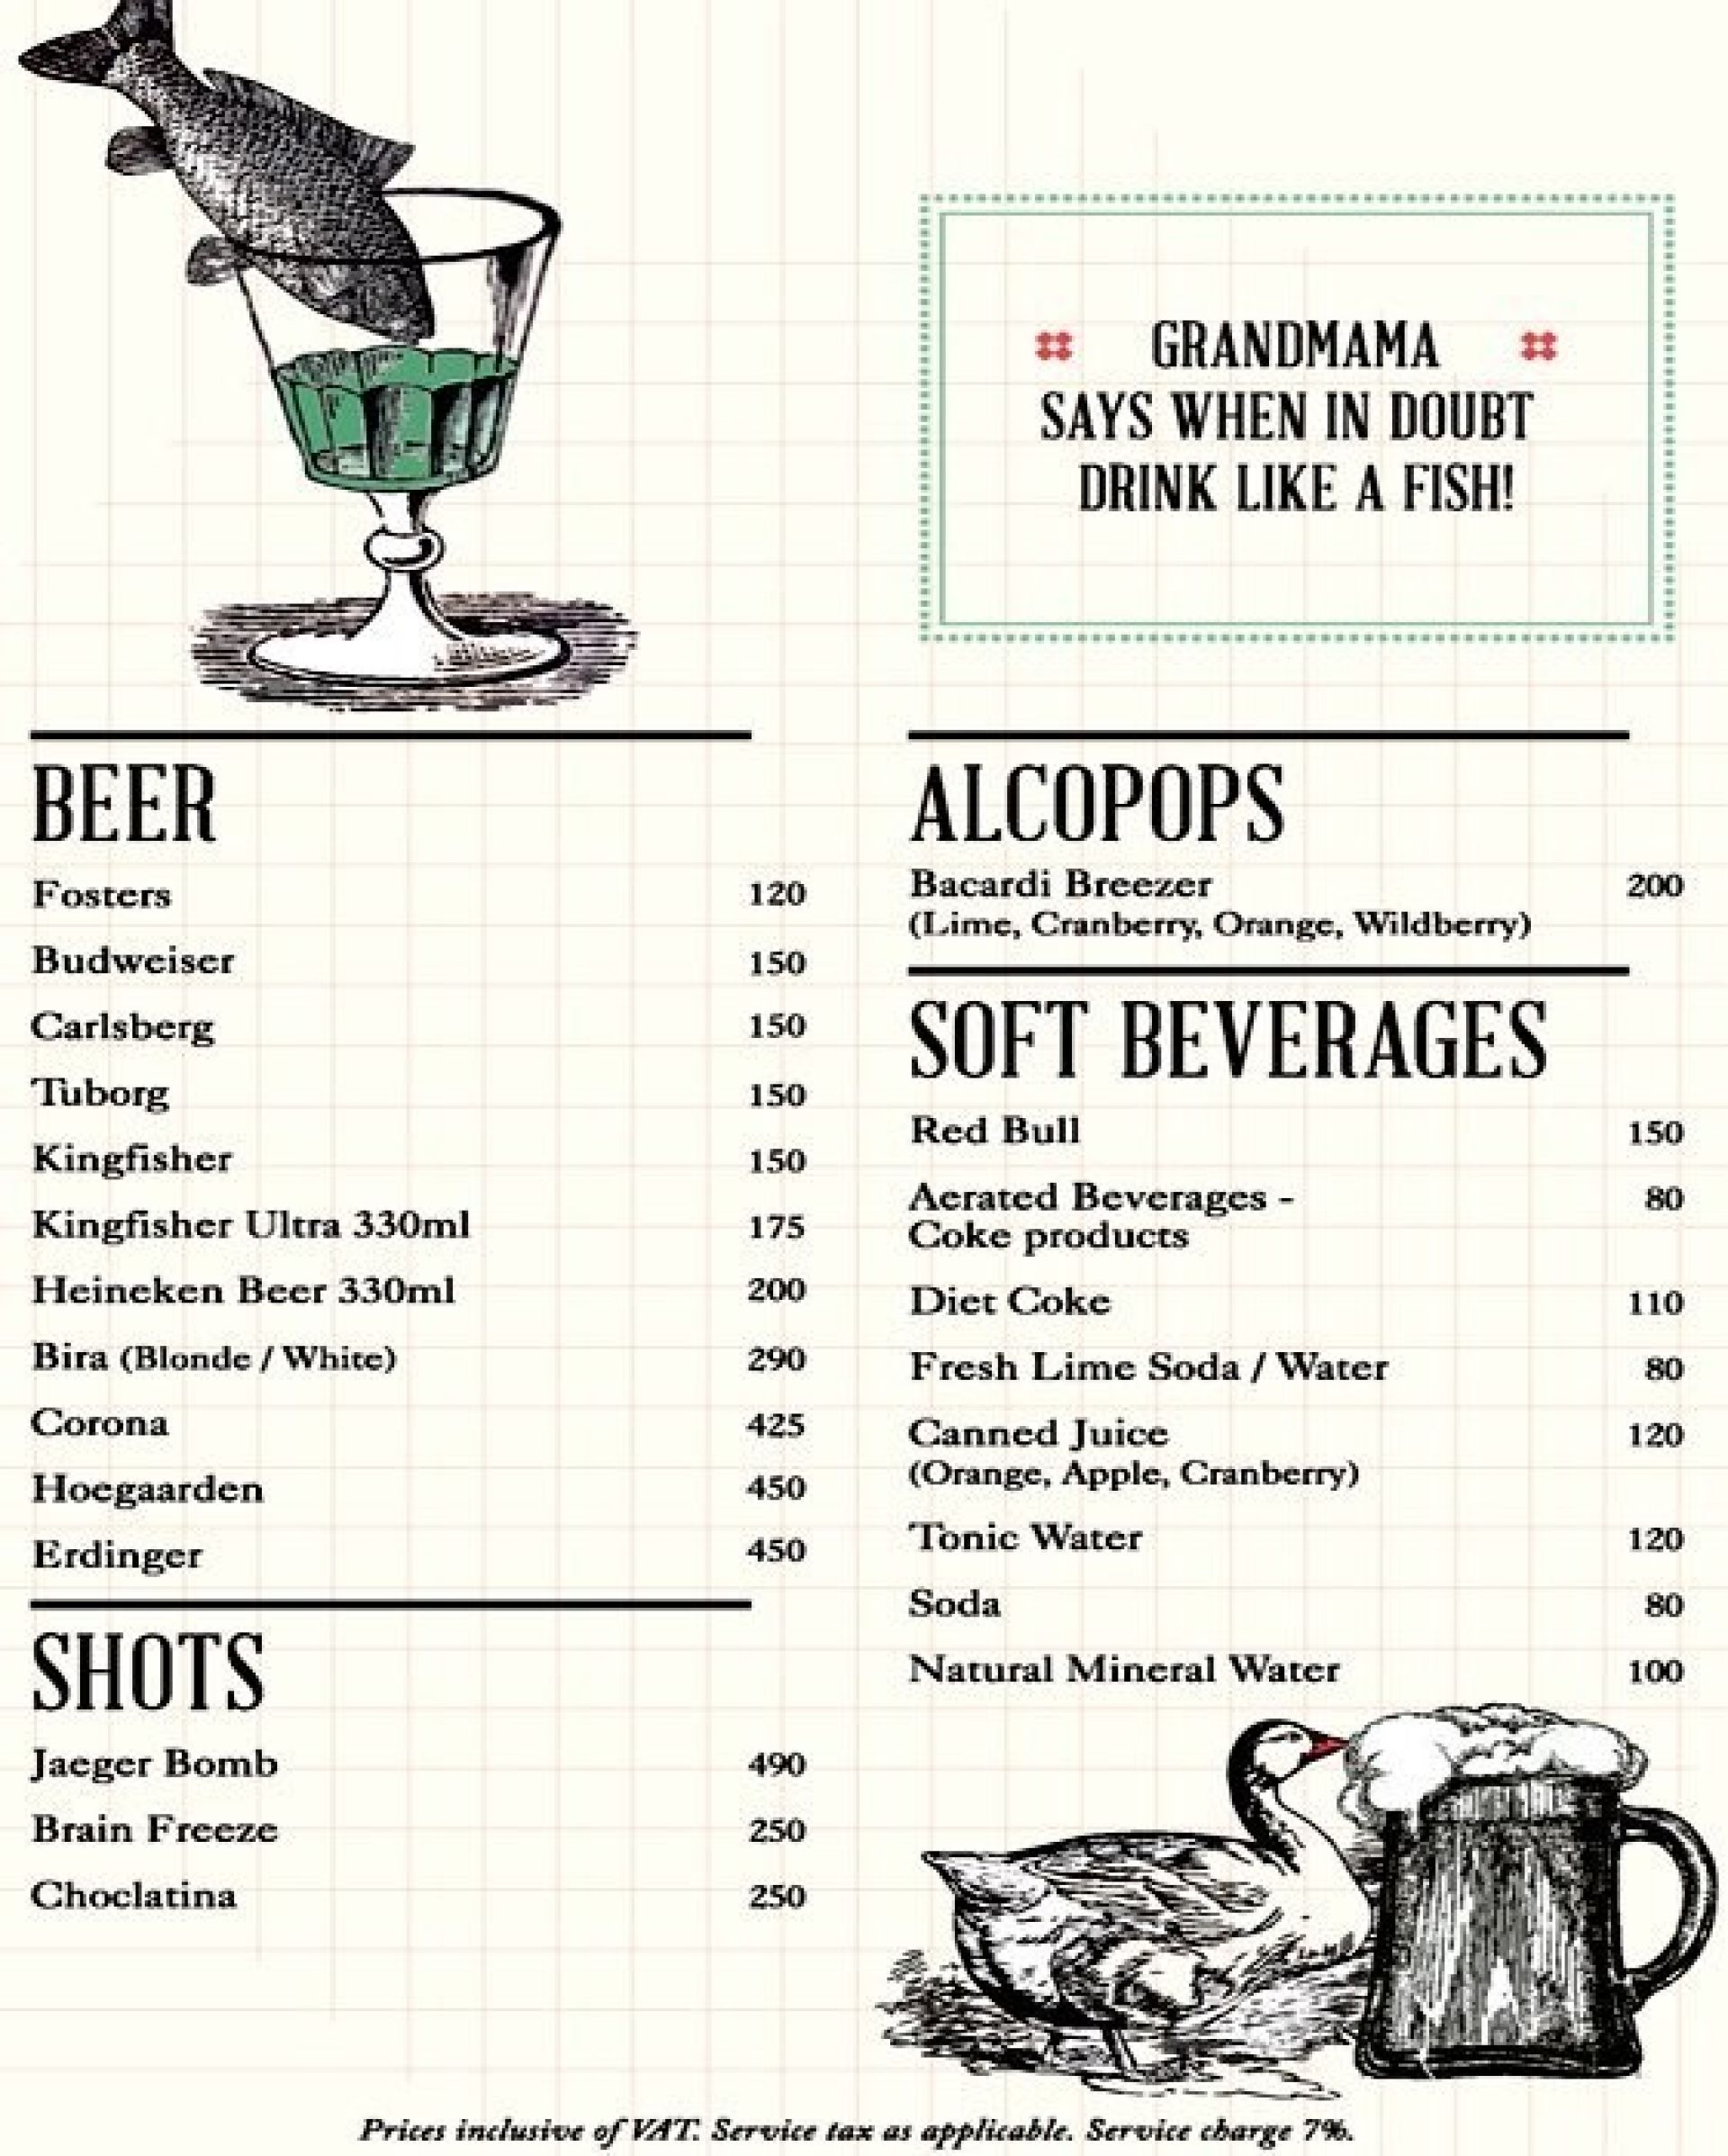 GRANDMAMA
SAYS WHEN IN DOUBT
DRINK LIKE A FISH!
BEER
Fosters 120
Budweiser 150
Carlsberg 150
Tuborg 150
Kingfisher 150
Kingfisher Ultra 330ml 175
Heineken Beer 330ml 200
Bira (Blonde / White) 290
Corona 425
Hoegaarden 450
Erdinger 450
SHOTS
Jaeger Bomb 490
Brain Freeze 250
Choclatina 250
ALCOPOPS
Bacardi Breezer 200
(Lime, Cranberry, Orange, Wildberry)
SOFT BEVERAGES
Red Bull 150
Aerated Beverages - 80
Coke products
Diet Coke 110
Fresh Lime Soda / Water 80
Canned Juice 120
(Orange, Apple, Cranberry)
Tonic Water 120
Soda 80
Natural Mineral Water 100
Prices inclusive of VAT. Service tax as applicable. Service charge 7%.